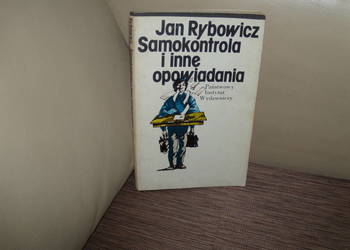 Jan Rybowicz
Samokontrola
i inne
opowiadania
Państwowy
Instytut
Wydawniczy